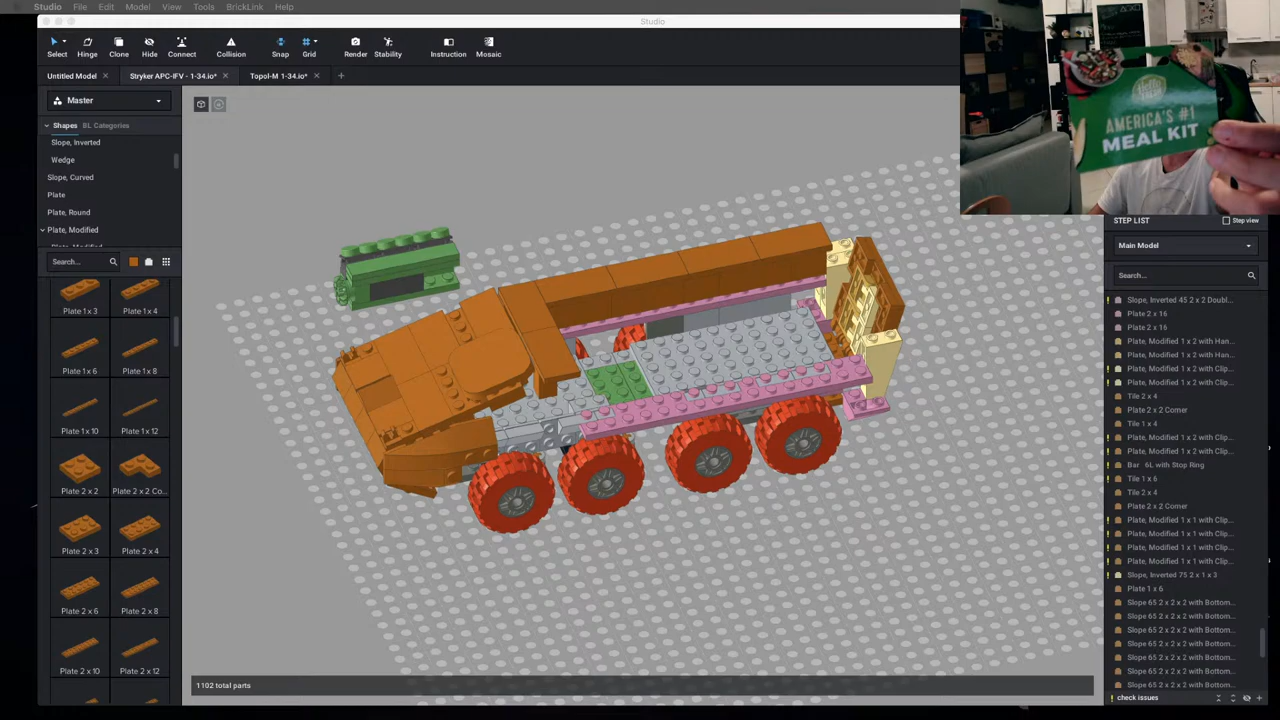 Studio File Edit Model View Tools BrickLink Help
Studio
Select Hinge Clone Hide Connect Collision Snap Grid Render Stability Instruction Mosaic
Untitled Model Stryker APC-IFV - 1-34.io* Topol-M 1-34.io*
Master
Shapes BL Categories
Slope, Inverted
Wedge
Slope, Curved
Plate
Plate, Round
Plate, Modified
Search...
Plate 1 x 3 Plate 1 x 4
Plate 1 x 6 Plate 1 x 8
Plate 1 x 10 Plate 1 x 12
Plate 2 x 2 Plate 2 x 2 Co...
Plate 2 x 3 Plate 2 x 4
Plate 2 x 6 Plate 2 x 8
Plate 2 x 10 Plate 2 x 12
1102 total parts
AMERICA'S #1
MEAL KIT
STEP LIST Step view
Main Model
Search...
Slope, Inverted 45 2 x 2 Doubl...
Plate 2 x 16
Plate 2 x 16
Plate, Modified 1 x 2 with Han...
Plate, Modified 1 x 2 with Han...
Plate, Modified 1 x 2 with Clip...
Plate, Modified 1 x 2 with Clip...
Tile 2 x 4
Plate 2 x 2 Corner
Tile 1 x 4
Plate, Modified 1 x 2 with Clip...
Plate, Modified 1 x 2 with Clip...
Bar 6L with Stop Ring
Tile 1 x 6
Tile 2 x 4
Plate 2 x 2 Corner
Plate, Modified 1 x 1 with Clip...
Plate, Modified 1 x 1 with Clip...
Plate, Modified 1 x 1 with Clip...
Plate, Modified 1 x 1 with Clip...
Slope, Inverted 75 2 x 1 x 3
Plate 1 x 6
Slope 65 2 x 2 x 2 with Bottom...
Slope 65 2 x 2 x 2 with Bottom...
Slope 65 2 x 2 x 2 with Bottom...
Slope 65 2 x 2 x 2 with Bottom...
Slope 65 2 x 2 x 2 with Bottom...
Slope 65 2 x 2 x 2 with Bottom...
Slope 65 2 x 2 x 2 with Bottom...
check issues